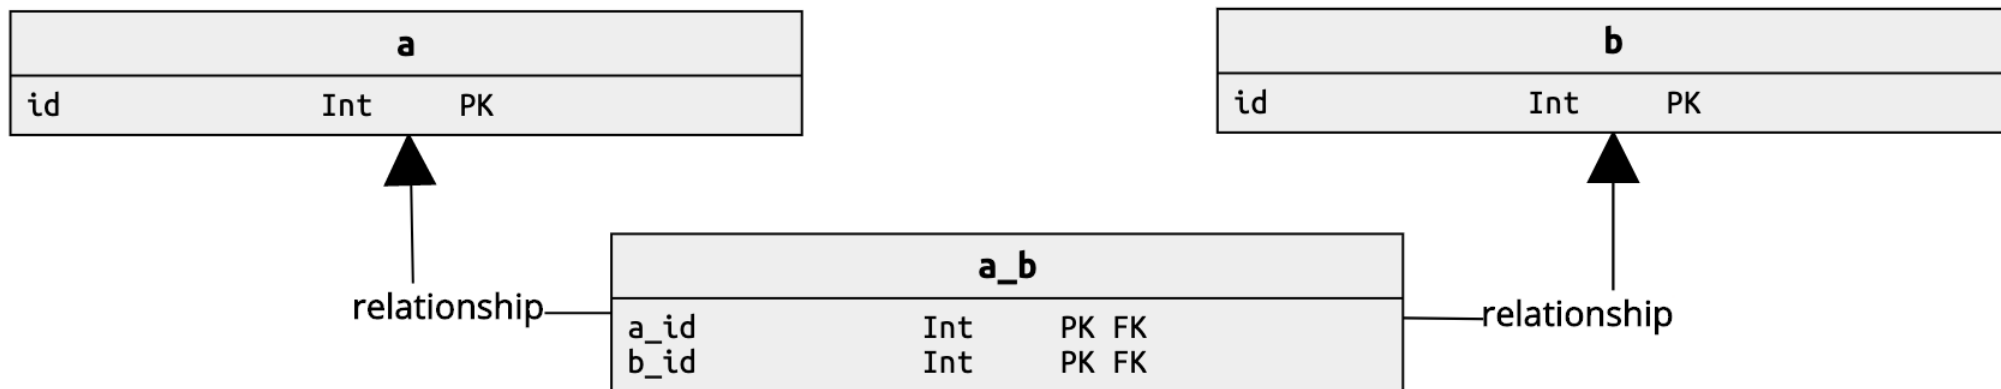 a
id Int PK
b
id Int PK
relationship
a_b
a_id Int PK FK
b_id Int PK FK
relationship